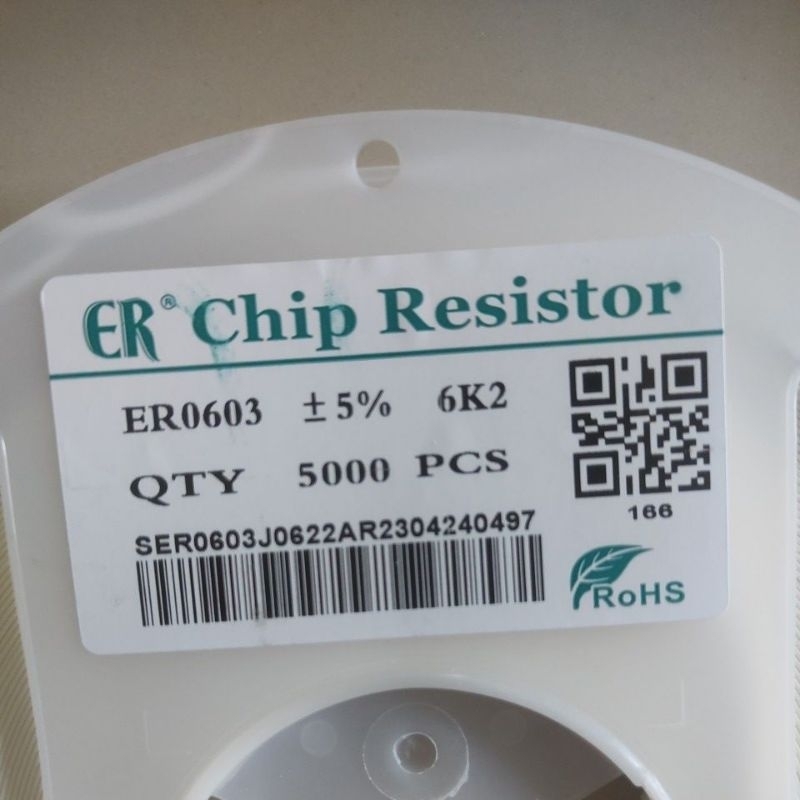 ER® Chip Resistor
ER0603 ±5% 6K2
QTY 5000 PCS
166
SER0603J0622AR2304240497
RoHS